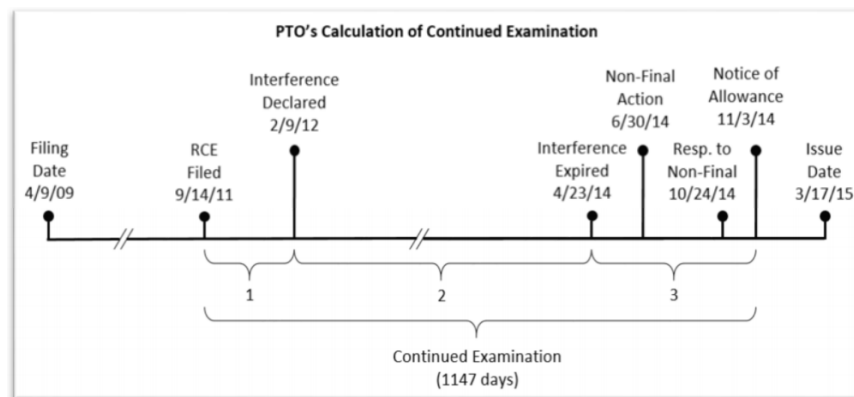 PTO's Calculation of Continued Examination
Filing
Date
4/9/09
RCE
Filed
9/14/11
Interference
Declared
2/9/12
Interference
Expired
4/23/14
Non-Final
Action
6/30/14
Resp. to
Non-Final
10/24/14
Notice of
Allowance
11/3/14
Issue
Date
3/17/15
1
2
3
Continued Examination
(1147 days)